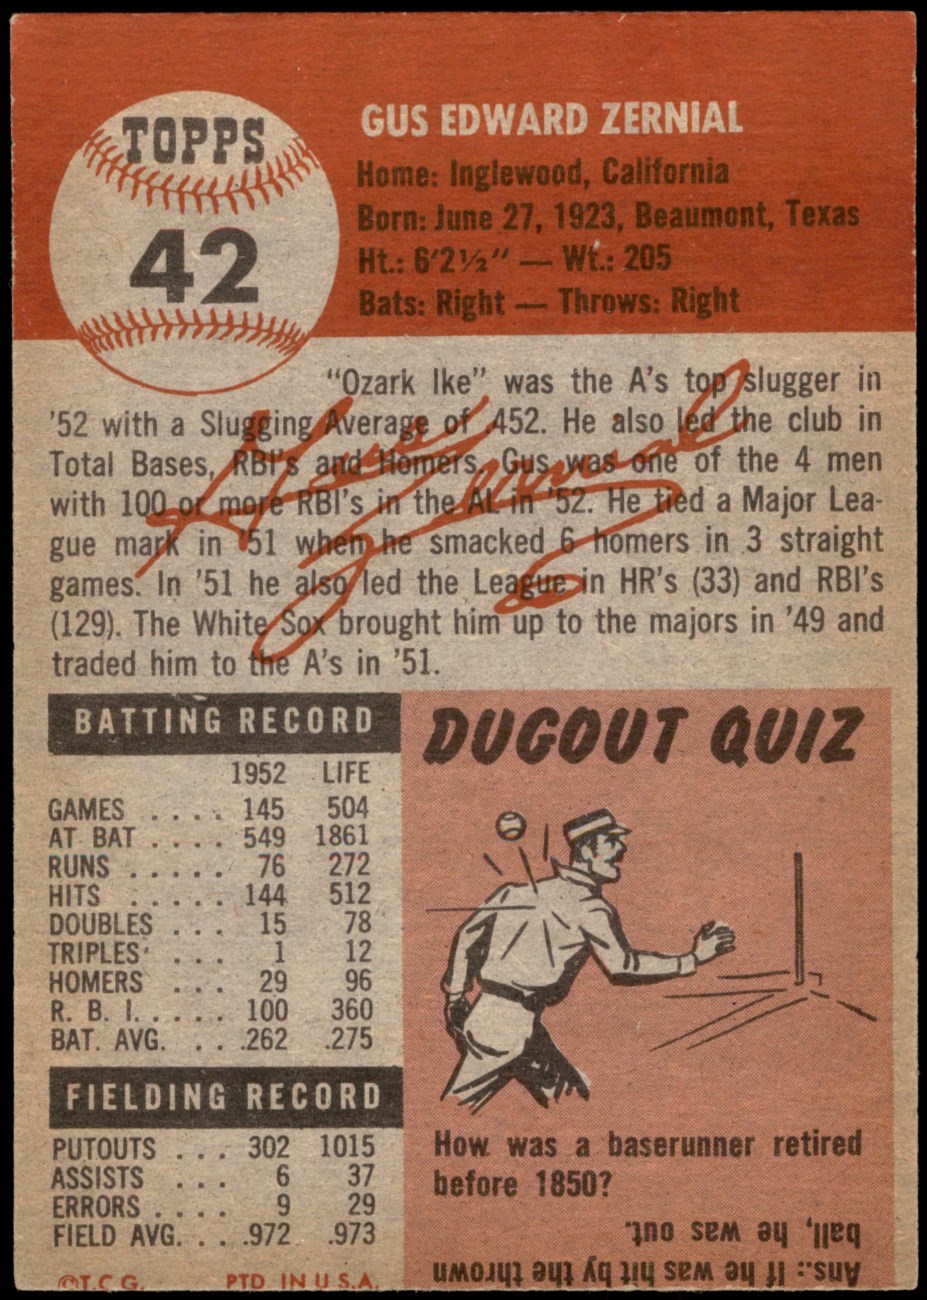 TOPPS
42
GUS EDWARD ZERNIAL
Home: Inglewood, California
Born: June 27, 1923, Beaumont, Texas
Ht.: 6'2½" — Wt.: 205
Bats: Right — Throws: Right
"Ozark Ike" was the A's top slugger in
'52 with a Slugging Average of .452. He also led the club in
Total Bases, RBI's and Homers. Gus was one of the 4 men
with 100 or more RBI's in the AL in '52. He tied a Major Lea-
gue mark in '51 when he smacked 6 homers in 3 straight
games. In '51 he also led the League in HR's (33) and RBI's
(129). The White Sox brought him up to the majors in '49 and
traded him to the A's in '51.
Gus Zernial
BATTING RECORD
1952 LIFE
GAMES . . . . 145 504
AT BAT . . . . 549 1861
RUNS . . . . . 76 272
HITS . . . . . 144 512
DOUBLES . . . 15 78
TRIPLES . . . 1 12
HOMERS . . . 29 96
R. B. I. . . . . 100 360
BAT. AVG. . . .262 .275
FIELDING RECORD
PUTOUTS . . . 302 1015
ASSISTS . . . 6 37
ERRORS . . . . 9 29
FIELD AVG. . . .972 .973
©T.C.G. PTD. IN U.S.A.
DUGOUT QUIZ
How was a baserunner retired
before 1850?
Ans.: If he was hit by the thrown
ball, he was out.